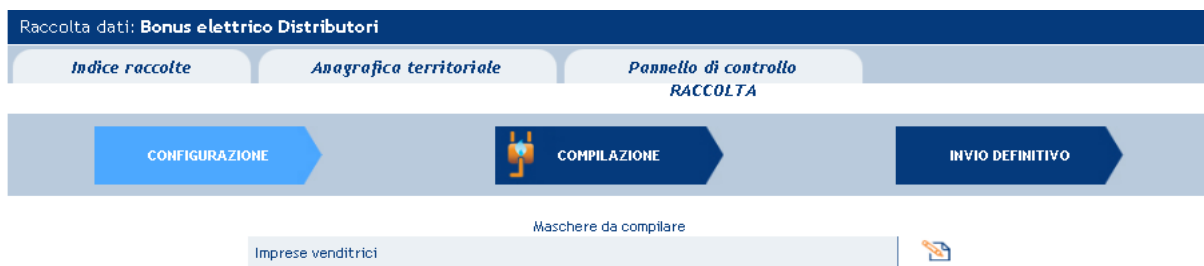 Raccolta dati: Bonus elettrico Distributori
Indice raccolte
Anagrafica territoriale
Pannello di controllo
RACCOLTA
CONFIGURAZIONE
COMPILAZIONE
INVIO DEFINITIVO
Maschere da compilare
Imprese venditrici